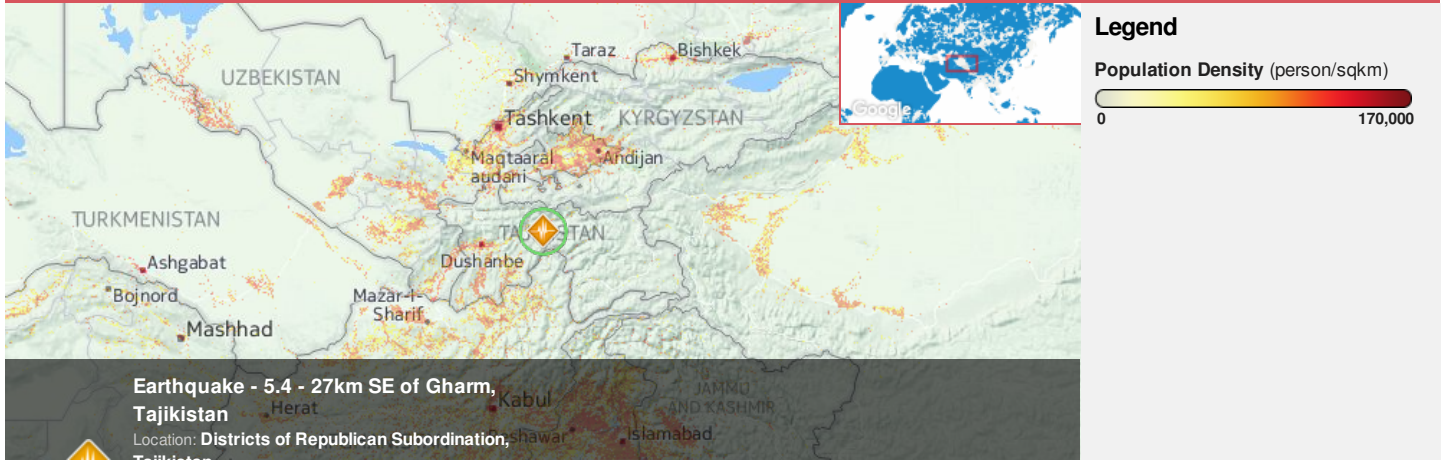 Taraz
Bishkek
UZBEKISTAN
Shymkent
Tashkent
KYRGYZSTAN
Maqtaaral
audani
Andijan
TURKMENISTAN
Dushanbe
Ashgabat
Bojnord
Mazar-I-
Sharif
Mashhad
Google
Legend
Population Density (person/sqkm)
0 170,000
Earthquake - 5.4 - 27km SE of Gharm,
Tajikistan
Location: Districts of Republican Subordination,
Tajikistan
Herat
Kabul
JAMMU
AND KASHMIR
Islamabad